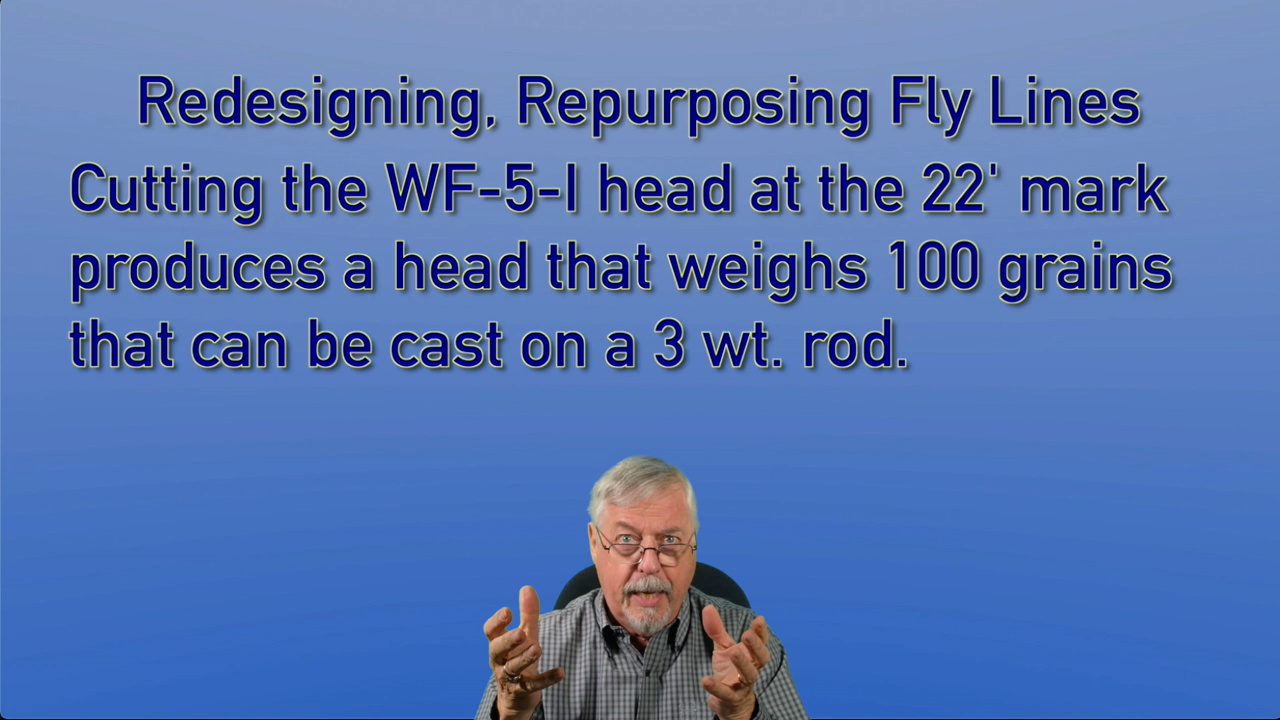 Redesigning, Repurposing Fly Lines
Cutting the WF-5-I head at the 22' mark
produces a head that weighs 100 grains
that can be cast on a 3 wt. rod.